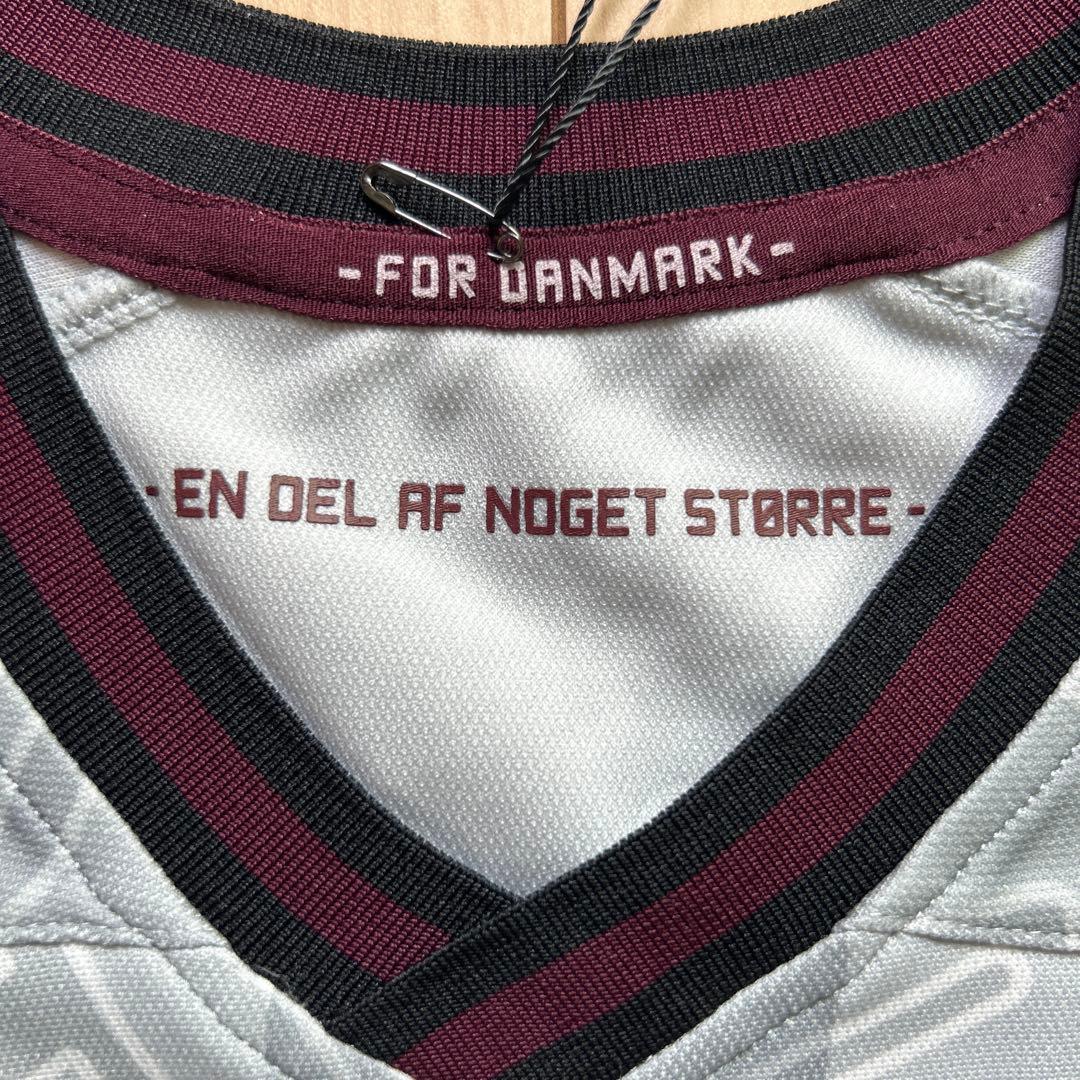 - FOR DANMARK -
- EN DEL AF NOGET STØRRE -